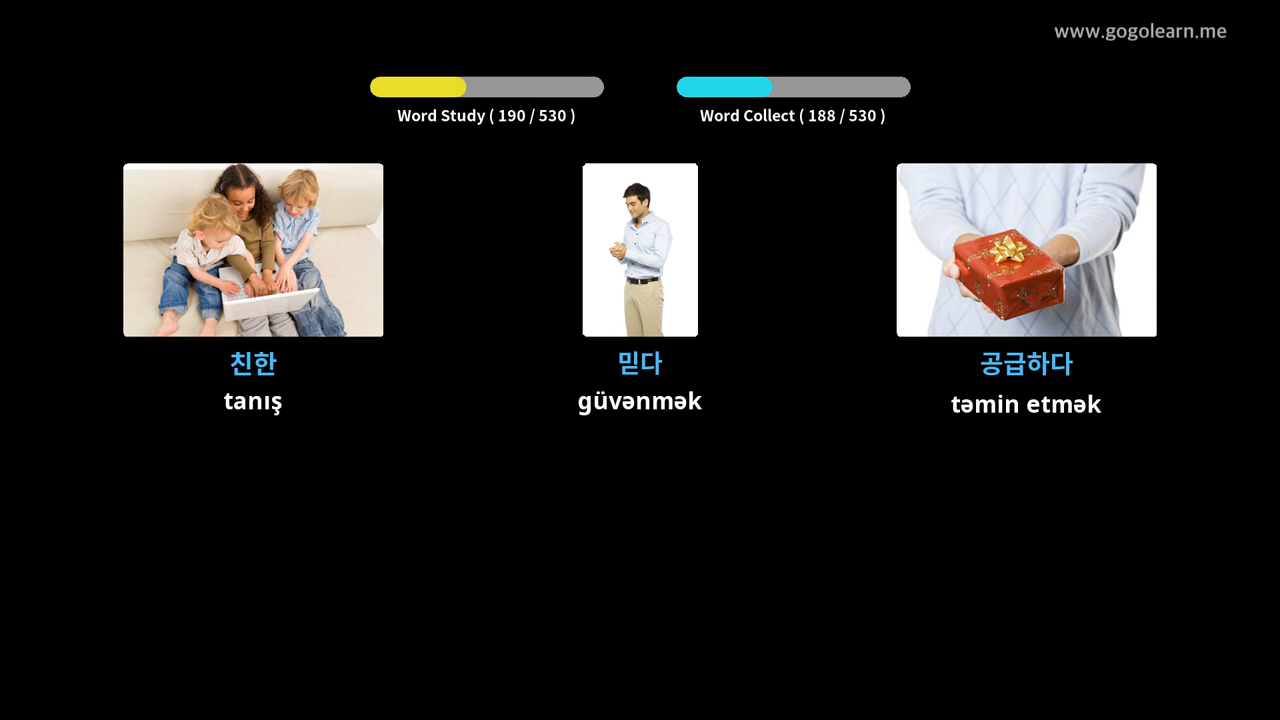 www.gogolearn.me
Word Study ( 190 / 530 )
Word Collect ( 188 / 530 )
친한
믿다
공급하다
tanış
güvənmək
təmin etmək